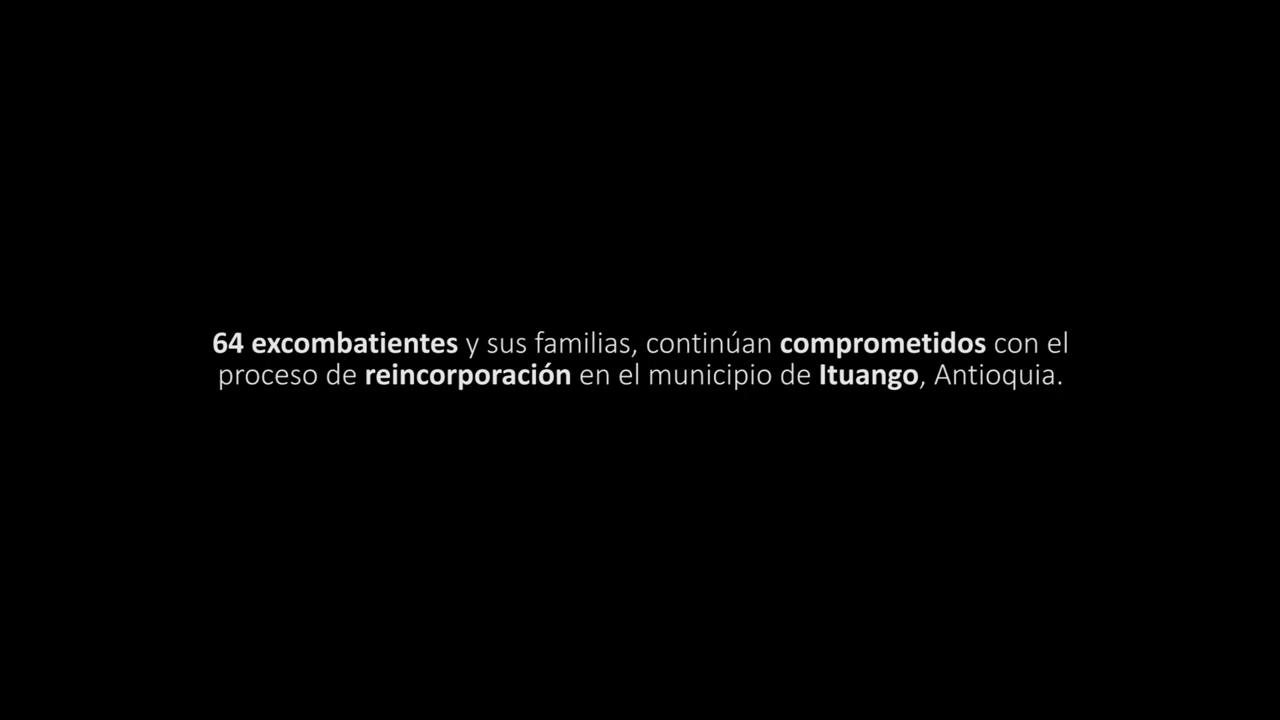 64 excombatientes y sus familias, continúan comprometidos con el
proceso de reincorporación en el municipio de Ituango, Antioquia.